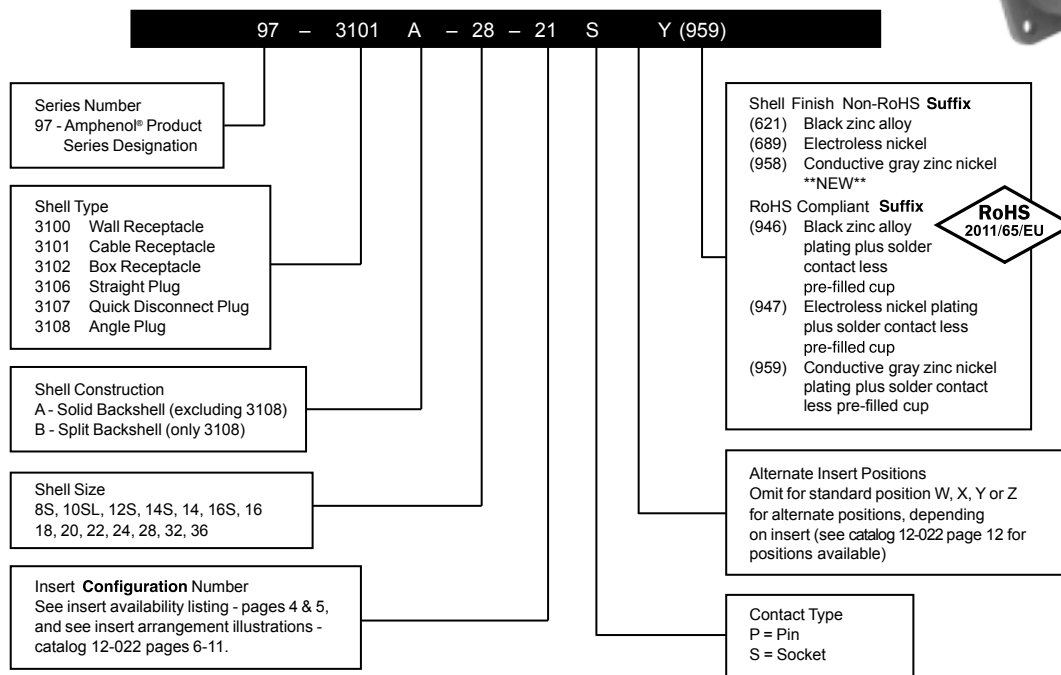 97 – 3101 A – 28 – 21 S Y (959)
Series Number
97 - Amphenol® Product
Series Designation
Shell Type
3100 Wall Receptacle
3101 Cable Receptacle
3102 Box Receptacle
3106 Straight Plug
3107 Quick Disconnect Plug
3108 Angle Plug
Shell Construction
A - Solid Backshell (excluding 3108)
B - Split Backshell (only 3108)
Shell Size
8S, 10SL, 12S, 14S, 14, 16S, 16
18, 20, 22, 24, 28, 32, 36
Insert Configuration Number
See insert availability listing - pages 4 & 5,
and see insert arrangement illustrations -
catalog 12-022 pages 6-11.
Shell Finish Non-RoHS Suffix
(621) Black zinc alloy
(689) Electroless nickel
(958) Conductive gray zinc nickel
**NEW**
RoHS Compliant Suffix
(946) Black zinc alloy
plating plus solder
contact less
pre-filled cup
(947) Electroless nickel plating
plus solder contact less
pre-filled cup
(959) Conductive gray zinc nickel
plating plus solder contact
less pre-filled cup
RoHS
2011/65/EU
Alternate Insert Positions
Omit for standard position W, X, Y or Z
for alternate positions, depending
on insert (see catalog 12-022 page 12 for
positions available)
Contact Type
P = Pin
S = Socket